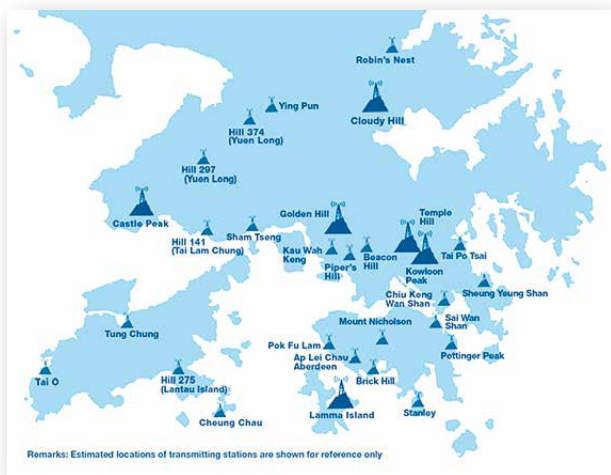 Robin's Nest
Cloudy Hill
Ying Pun
Hill 374
(Yuen Long)
Hill 297
(Yuen Long)
Castle Peak
Hill 141
(Tai Lam Chung)
Sham Tseng
Golden Hill
Temple
Hill
Kau Wah
Keng
Piper's
Hill
Beacon
Hill
Kowloon
Peak
Tai Po Tsai
Sheung Yeung Shan
Chiu Keng
Wan Shan
Sai Wan
Shan
Tung Chung
Mount Nicholson
Pok Fu Lam
Ap Lei Chau
Aberdeen
Pottinger Peak
Tai O
Hill 275
(Lantau Island)
Brick Hill
Cheung Chau
Lamma Island
Stanley
Remarks: Estimated locations of transmitting stations are shown for reference only